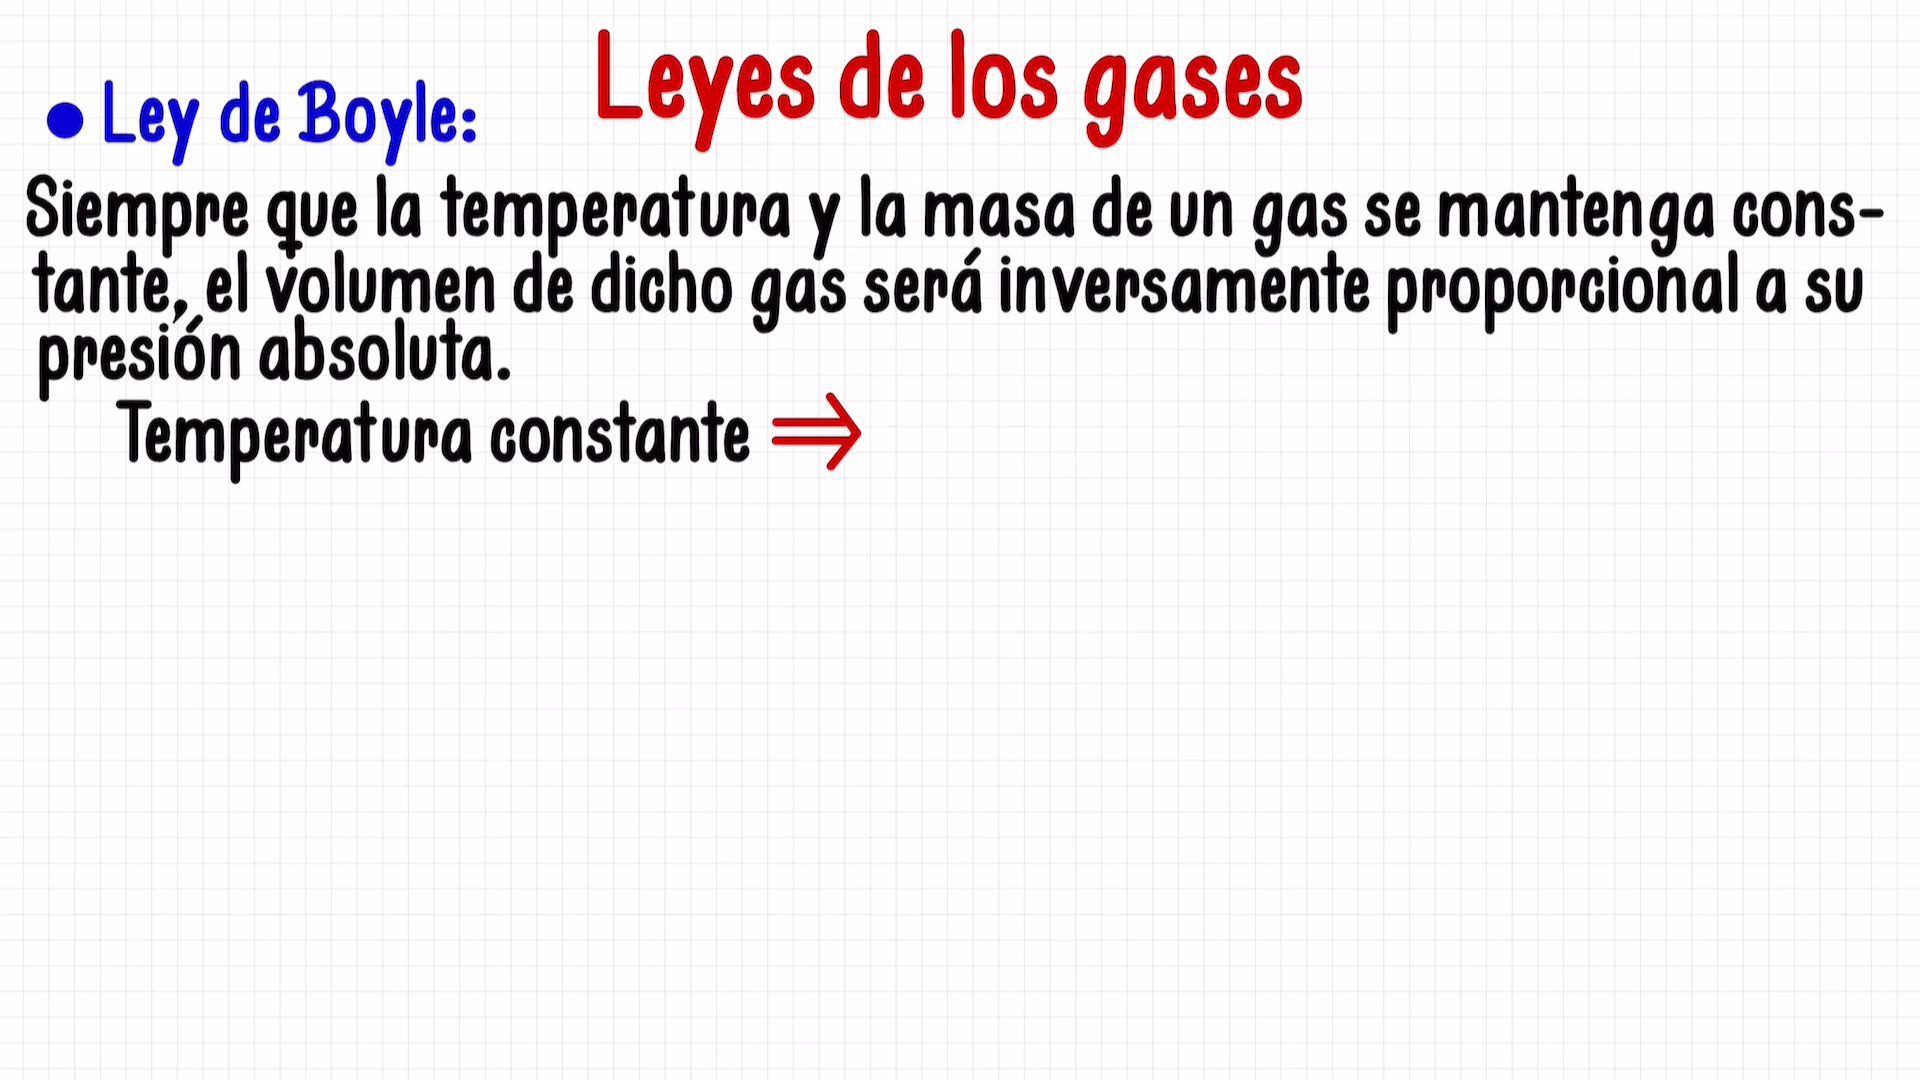 Leyes de los gases
• Ley de Boyle:
Siempre que la temperatura y la masa de un gas se mantenga cons-
tante, el volumen de dicho gas será inversamente proporcional a su
presión absoluta.
Temperatura constante ⇒